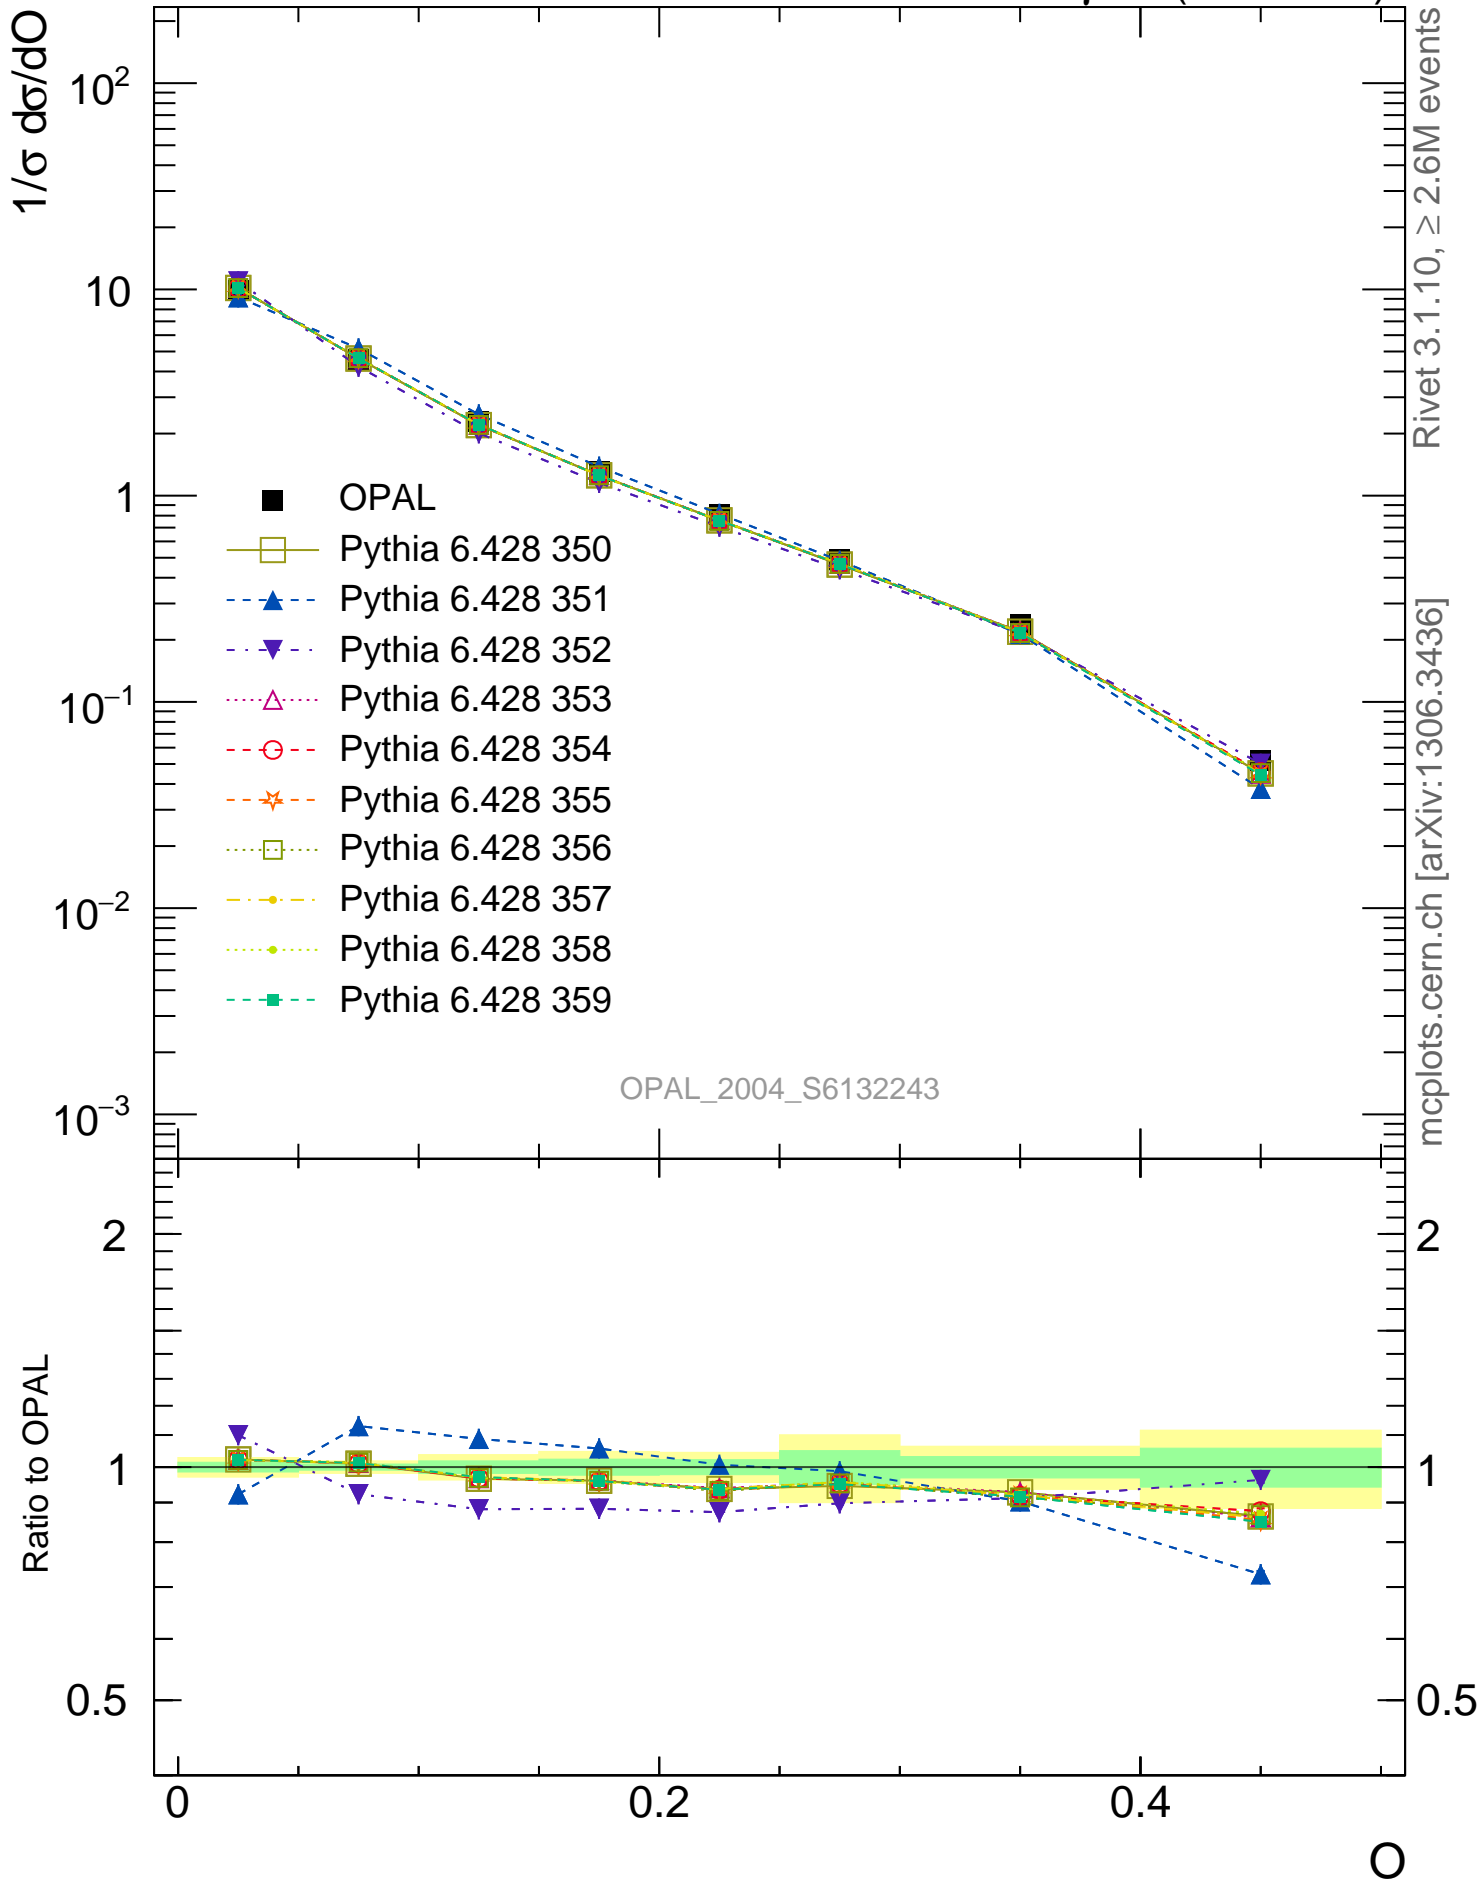 1/σ dσ/dO
10²
10
1
10⁻¹
10⁻²
10⁻³
OPAL
Pythia 6.428 350
Pythia 6.428 351
Pythia 6.428 352
Pythia 6.428 353
Pythia 6.428 354
Pythia 6.428 355
Pythia 6.428 356
Pythia 6.428 357
Pythia 6.428 358
Pythia 6.428 359
OPAL_2004_S6132243
Rivet 3.1.10, ≥ 2.6M events
mcplots.cern.ch [arXiv:1306.3436]
Ratio to OPAL
2
1
0.5
2
1
0.5
0
0.2
0.4
O